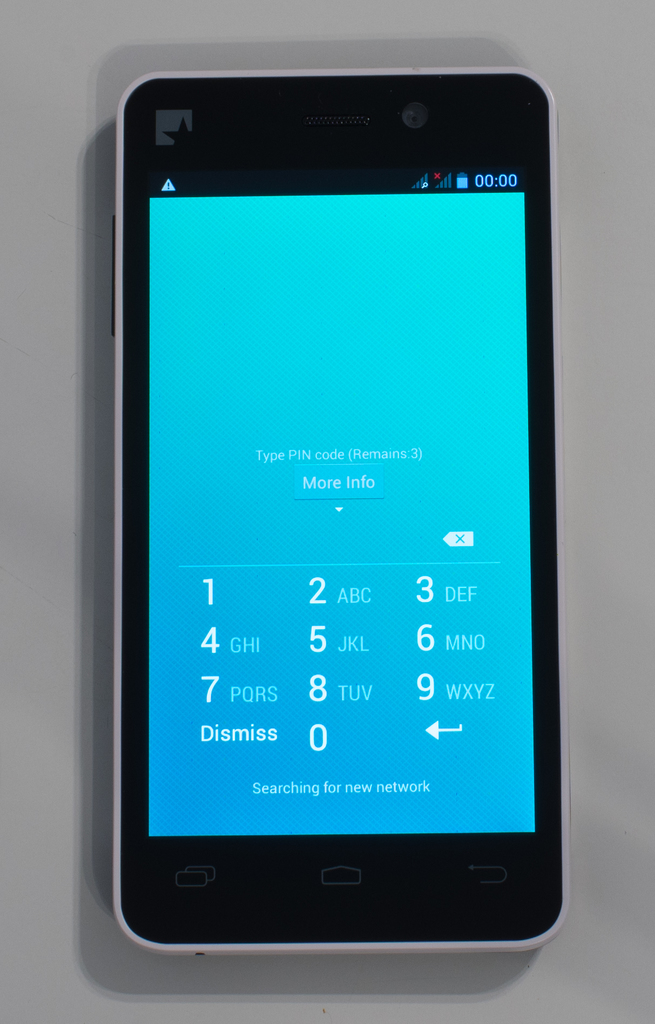 00:00
Type PIN code (Remains:3)
More Info
1 2 ABC 3 DEF
4 GHI 5 JKL 6 MNO
7 PQRS 8 TUV 9 WXYZ
Dismiss 0
Searching for new network